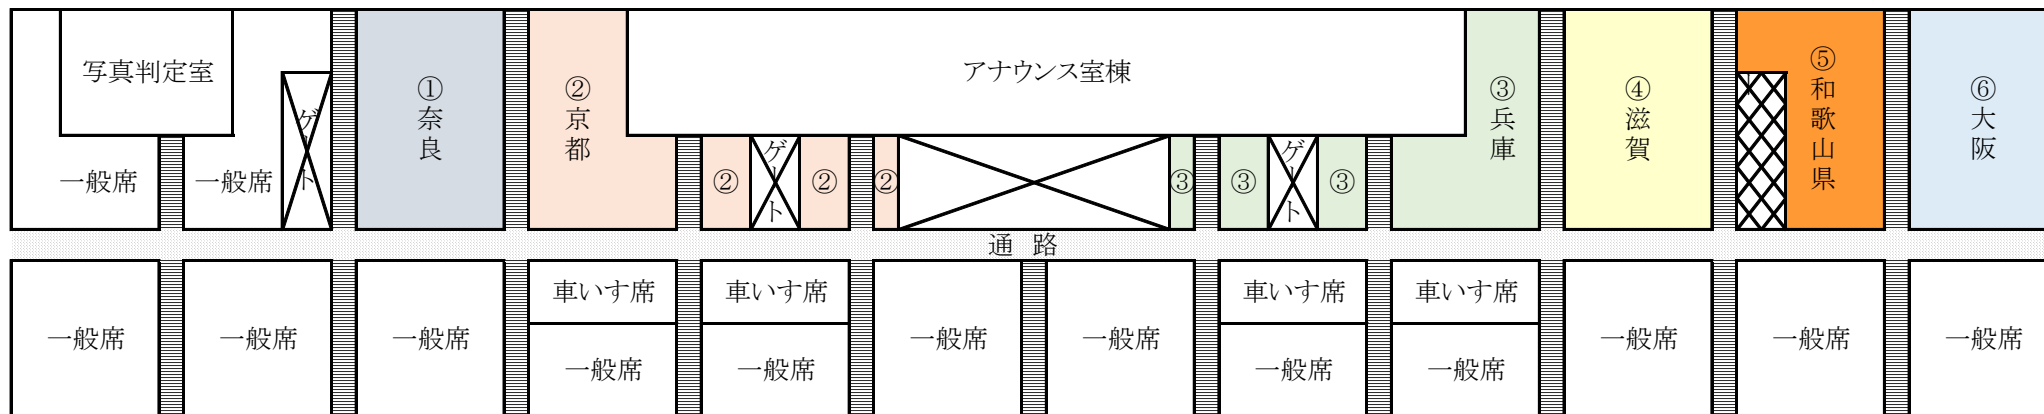 写真判定室
アナウンス室棟
ゲート
①奈良
②京都
③兵庫
④滋賀
⑤和歌山県
⑥大阪
一般席
一般席
②
ゲート
②
②
③
③
ゲート
③
通 路
一般席
一般席
一般席
車いす席
一般席
車いす席
一般席
一般席
一般席
車いす席
一般席
車いす席
一般席
一般席
一般席
一般席